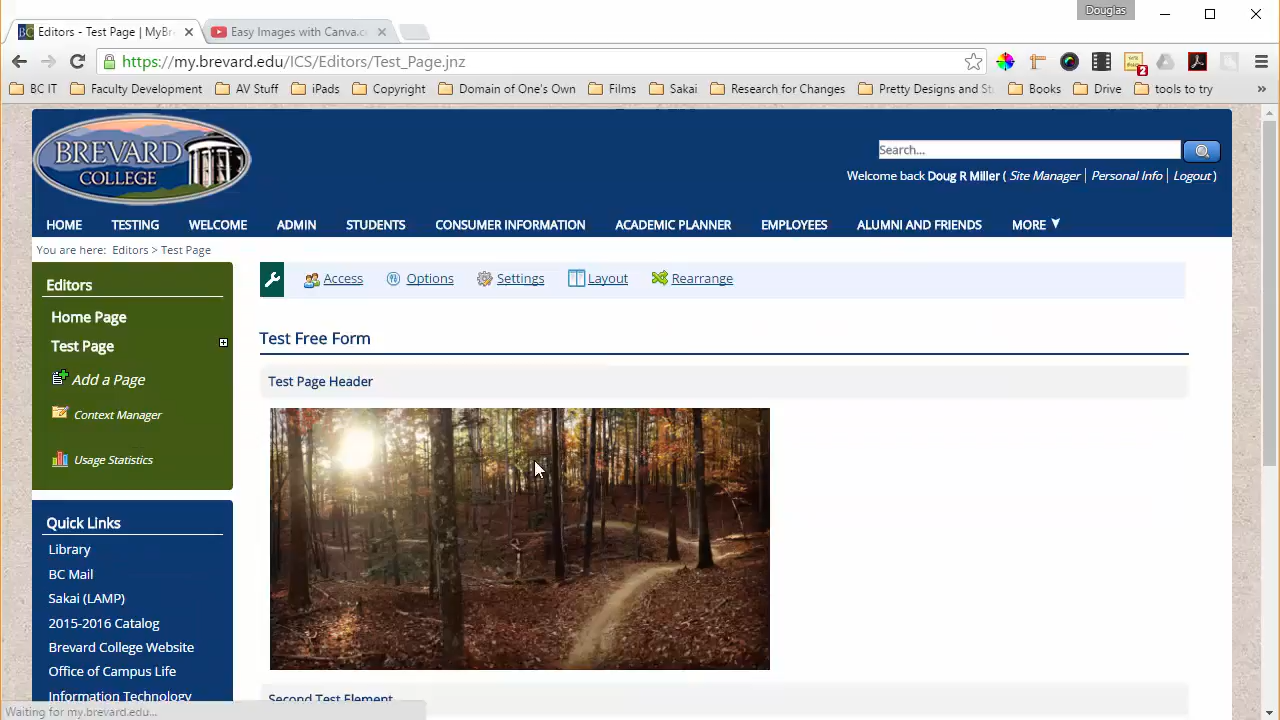 Douglas
Editors - Test Page | MyBr
Easy Images with Canva.c
https://my.brevard.edu/ICS/Editors/Test_Page.jnz
2
BC IT
Faculty Development
AV Stuff
iPads
Copyright
Domain of One's Own
Films
Sakai
Research for Changes
Pretty Designs and St
Books
Drive
tools to try
»
BREVARD
COLLEGE
Search...
Welcome back Doug R Miller ( Site Manager | Personal Info | Logout )
HOME TESTING WELCOME ADMIN STUDENTS CONSUMER INFORMATION ACADEMIC PLANNER EMPLOYEES ALUMNI AND FRIENDS MORE
You are here: Editors > Test Page
Editors
Home Page
Test Page
Add a Page
Context Manager
Usage Statistics
Access
Options
Settings
Layout
Rearrange
Test Free Form
Test Page Header
Second Test Element
Quick Links
Library
BC Mail
Sakai (LAMP)
2015-2016 Catalog
Brevard College Website
Office of Campus Life
Information Technology
Waiting for my.brevard.edu...